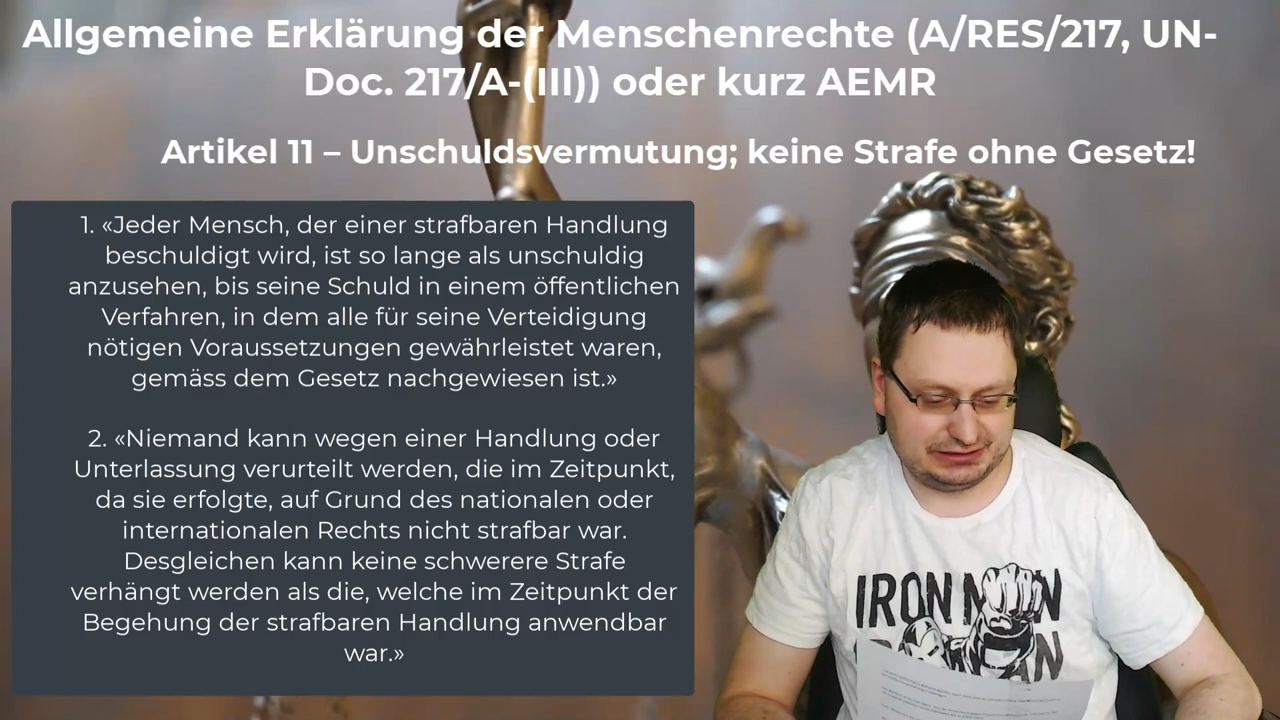 Allgemeine Erklärung der Menschenrechte (A/RES/217, UN-
Doc. 217/A-(III)) oder kurz AEMR
Artikel 11 – Unschuldsvermutung; keine Strafe ohne Gesetz!
1. «Jeder Mensch, der einer strafbaren Handlung
beschuldigt wird, ist so lange als unschuldig
anzusehen, bis seine Schuld in einem öffentlichen
Verfahren, in dem alle für seine Verteidigung
nötigen Voraussetzungen gewährleistet waren,
gemäss dem Gesetz nachgewiesen ist.»
2. «Niemand kann wegen einer Handlung oder
Unterlassung verurteilt werden, die im Zeitpunkt,
da sie erfolgte, auf Grund des nationalen oder
internationalen Rechts nicht strafbar war.
Desgleichen kann keine schwerere Strafe
verhängt werden als die, welche im Zeitpunkt der
Begehung der strafbaren Handlung anwendbar
war.»
IRON MAN